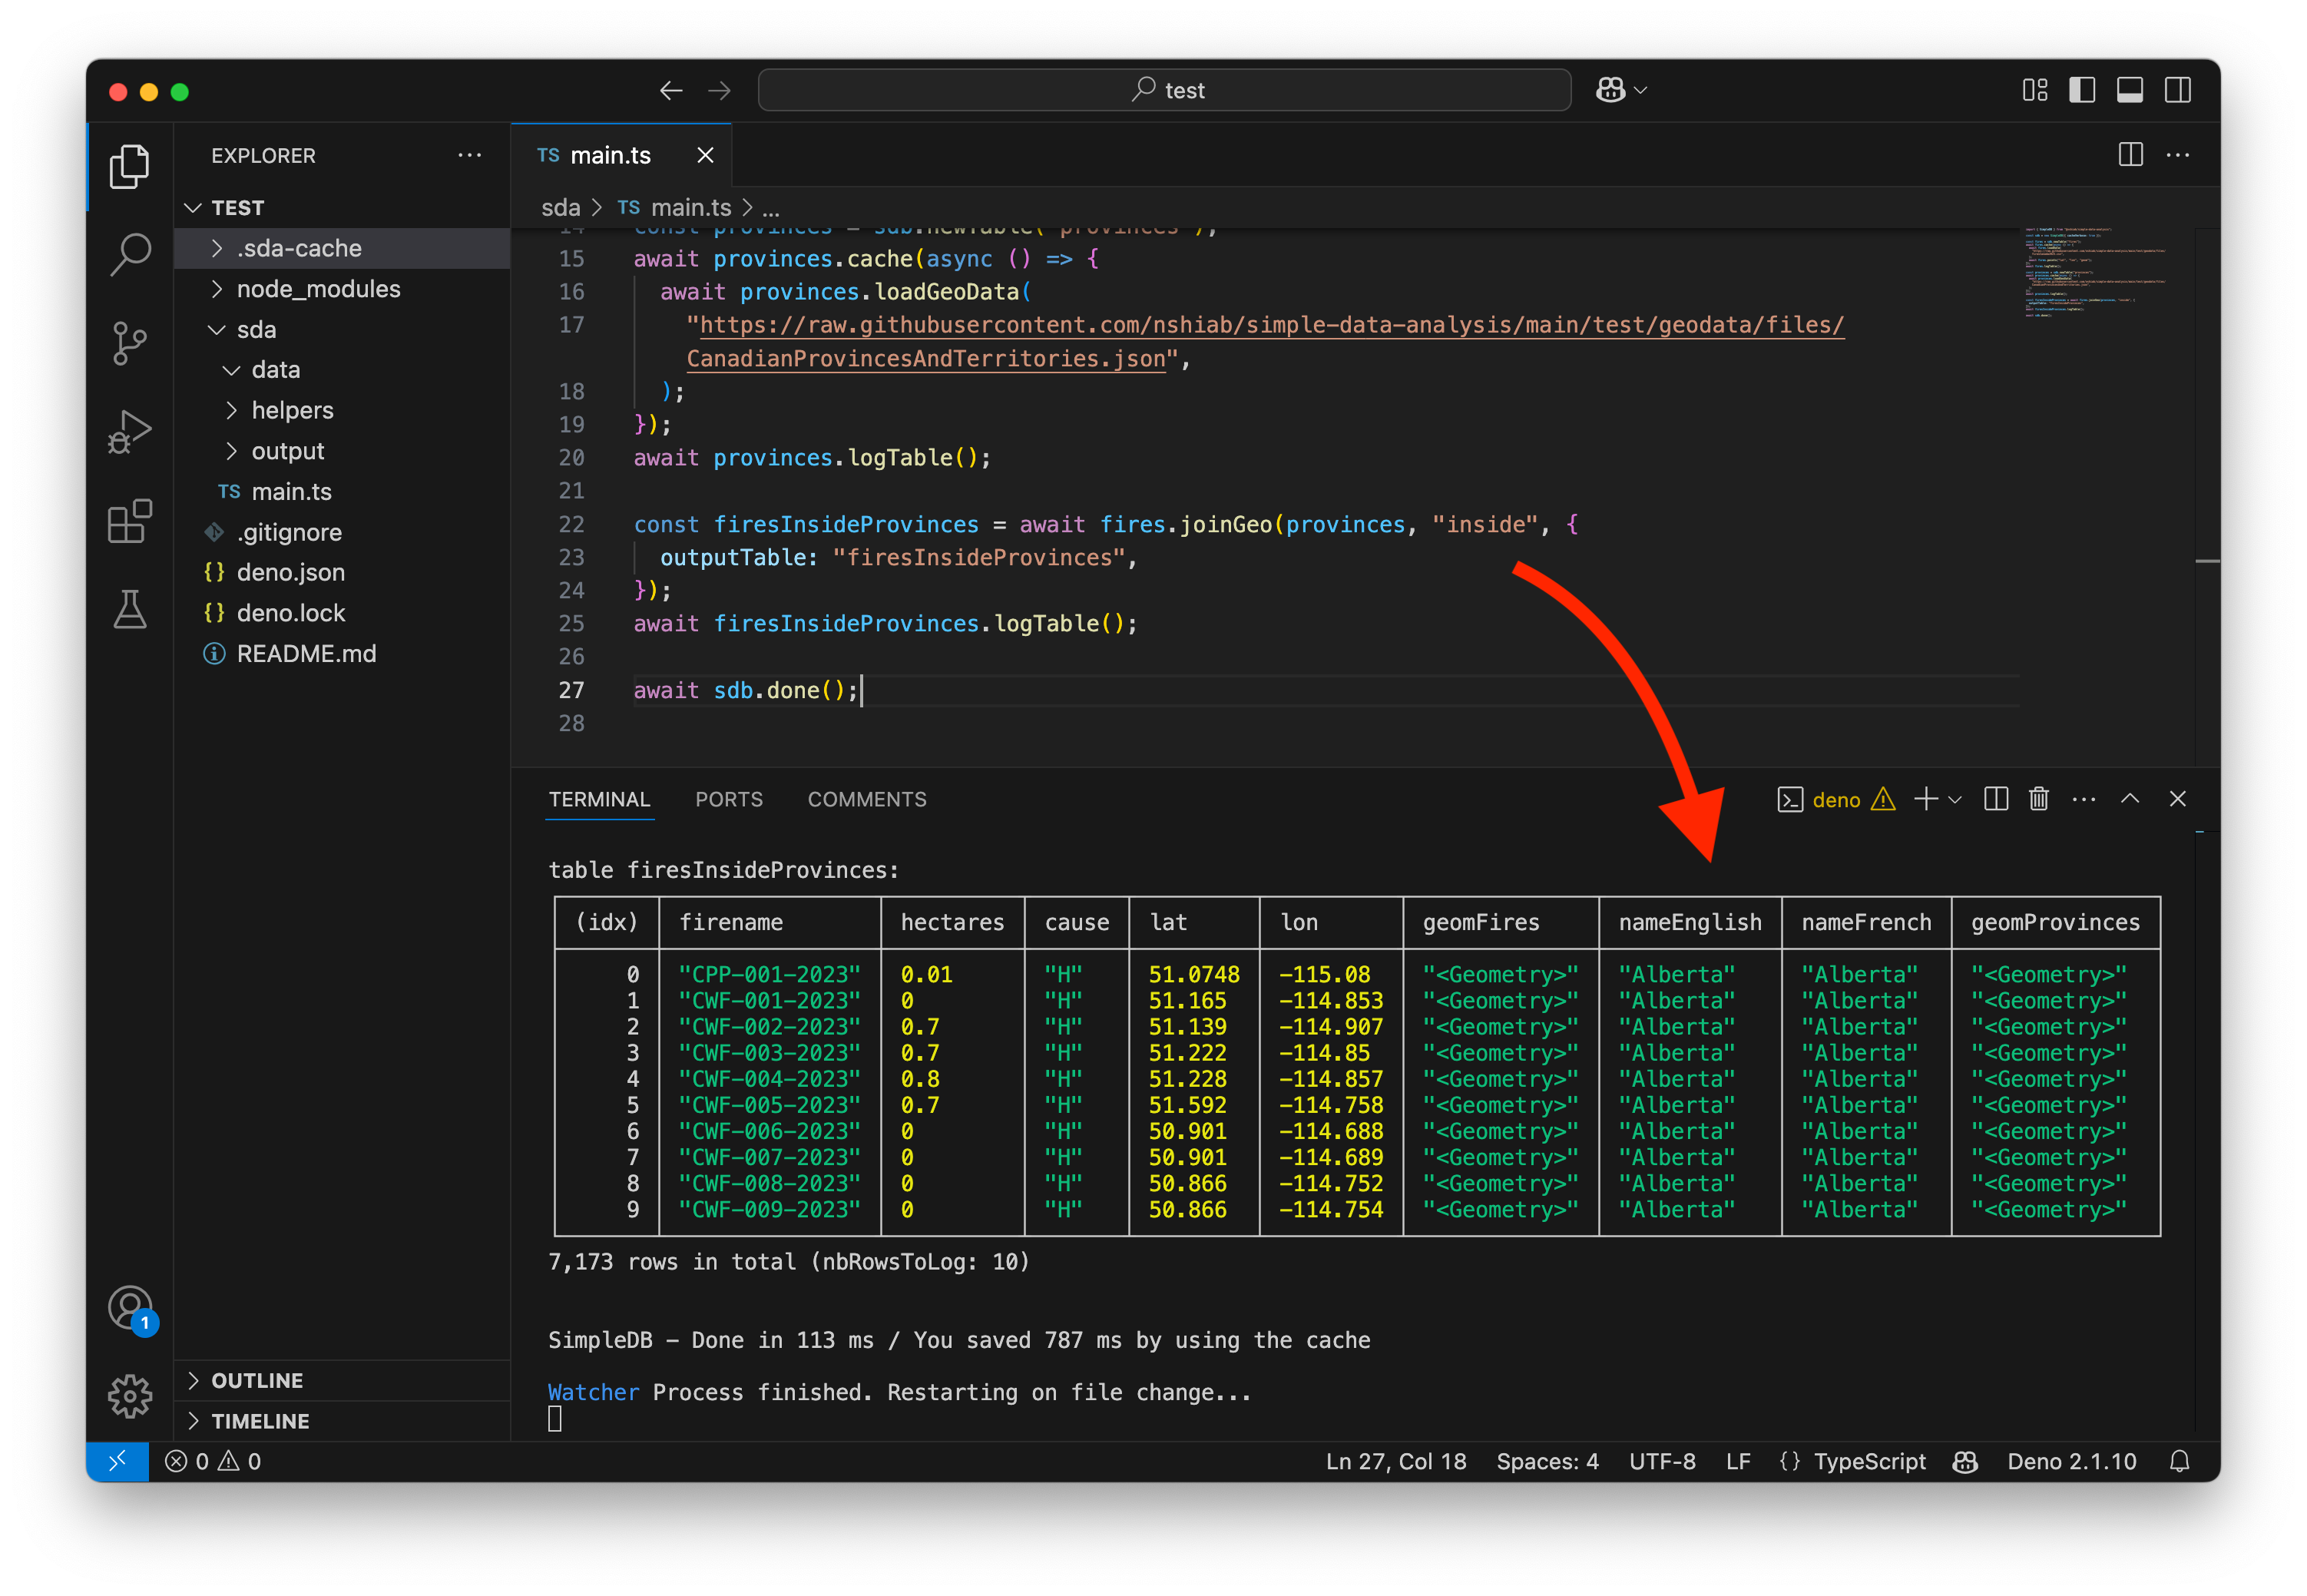 test
EXPLORER
TEST
.sda-cache
node_modules
sda
data
helpers
output
TS main.ts
.gitignore
{} deno.json
{} deno.lock
README.md
OUTLINE
TIMELINE
1
TS main.ts
sda > TS main.ts > ...
14 const provinces = sdb.newTable("provinces");
15 await provinces.cache(async () => {
16 await provinces.loadGeoData(
17 "https://raw.githubusercontent.com/nshiab/simple-data-analysis/main/test/geodata/files/
CanadianProvincesAndTerritories.json",
18 );
19 });
20 await provinces.logTable();
21
22 const firesInsideProvinces = await fires.joinGeo(provinces, "inside", {
23 outputTable: "firesInsideProvinces",
24 });
25 await firesInsideProvinces.logTable();
26
27 await sdb.done();
28
TERMINAL PORTS COMMENTS deno
table firesInsideProvinces:
(idx) firename hectares cause lat lon geomFires nameEnglish nameFrench geomProvinces
0 "CPP-001-2023" 0.01 "H" 51.0748 -115.08 "<Geometry>" "Alberta" "Alberta" "<Geometry>"
1 "CWF-001-2023" 0 "H" 51.165 -114.853 "<Geometry>" "Alberta" "Alberta" "<Geometry>"
2 "CWF-002-2023" 0.7 "H" 51.139 -114.907 "<Geometry>" "Alberta" "Alberta" "<Geometry>"
3 "CWF-003-2023" 0.7 "H" 51.222 -114.85 "<Geometry>" "Alberta" "Alberta" "<Geometry>"
4 "CWF-004-2023" 0.8 "H" 51.228 -114.857 "<Geometry>" "Alberta" "Alberta" "<Geometry>"
5 "CWF-005-2023" 0.7 "H" 51.592 -114.758 "<Geometry>" "Alberta" "Alberta" "<Geometry>"
6 "CWF-006-2023" 0 "H" 50.901 -114.688 "<Geometry>" "Alberta" "Alberta" "<Geometry>"
7 "CWF-007-2023" 0 "H" 50.901 -114.689 "<Geometry>" "Alberta" "Alberta" "<Geometry>"
8 "CWF-008-2023" 0 "H" 50.866 -114.752 "<Geometry>" "Alberta" "Alberta" "<Geometry>"
9 "CWF-009-2023" 0 "H" 50.866 -114.754 "<Geometry>" "Alberta" "Alberta" "<Geometry>"
7,173 rows in total (nbRowsToLog: 10)
SimpleDB - Done in 113 ms / You saved 787 ms by using the cache
Watcher Process finished. Restarting on file change...
0 0 Ln 27, Col 18 Spaces: 4 UTF-8 LF {} TypeScript Deno 2.1.10